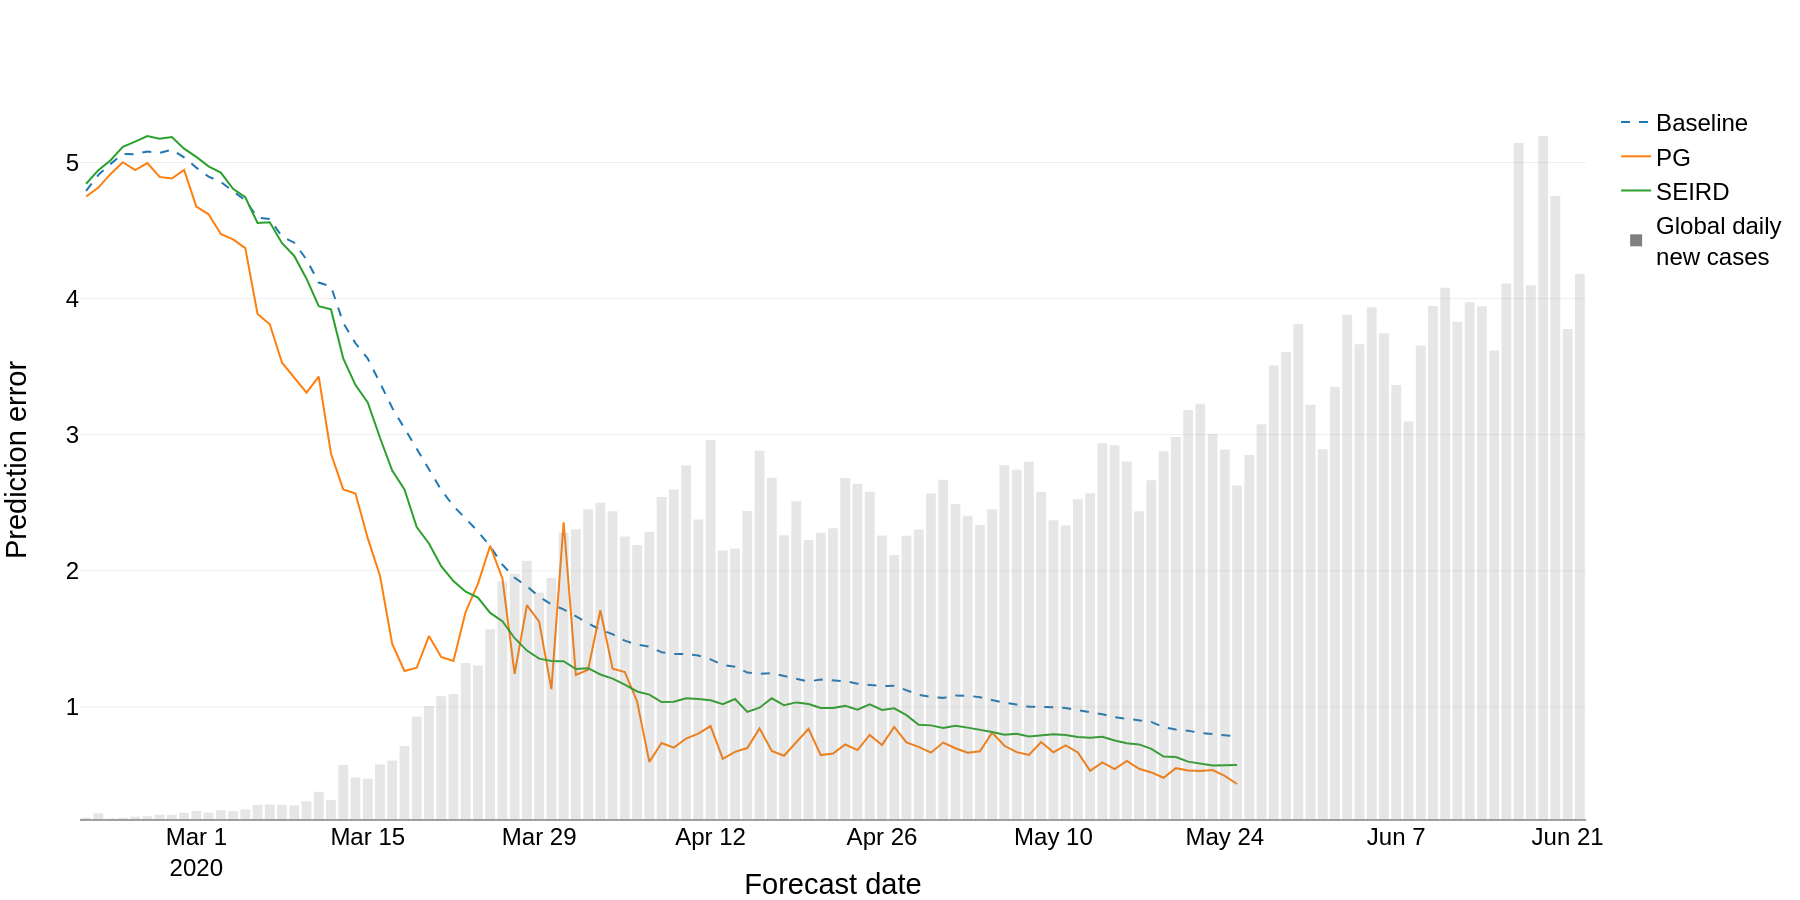 Baseline
PG
SEIRD
Global daily
new cases
Prediction error
5
4
3
2
1
Mar 1
2020
Mar 15
Mar 29
Apr 12
Apr 26
May 10
May 24
Jun 7
Jun 21
Forecast date